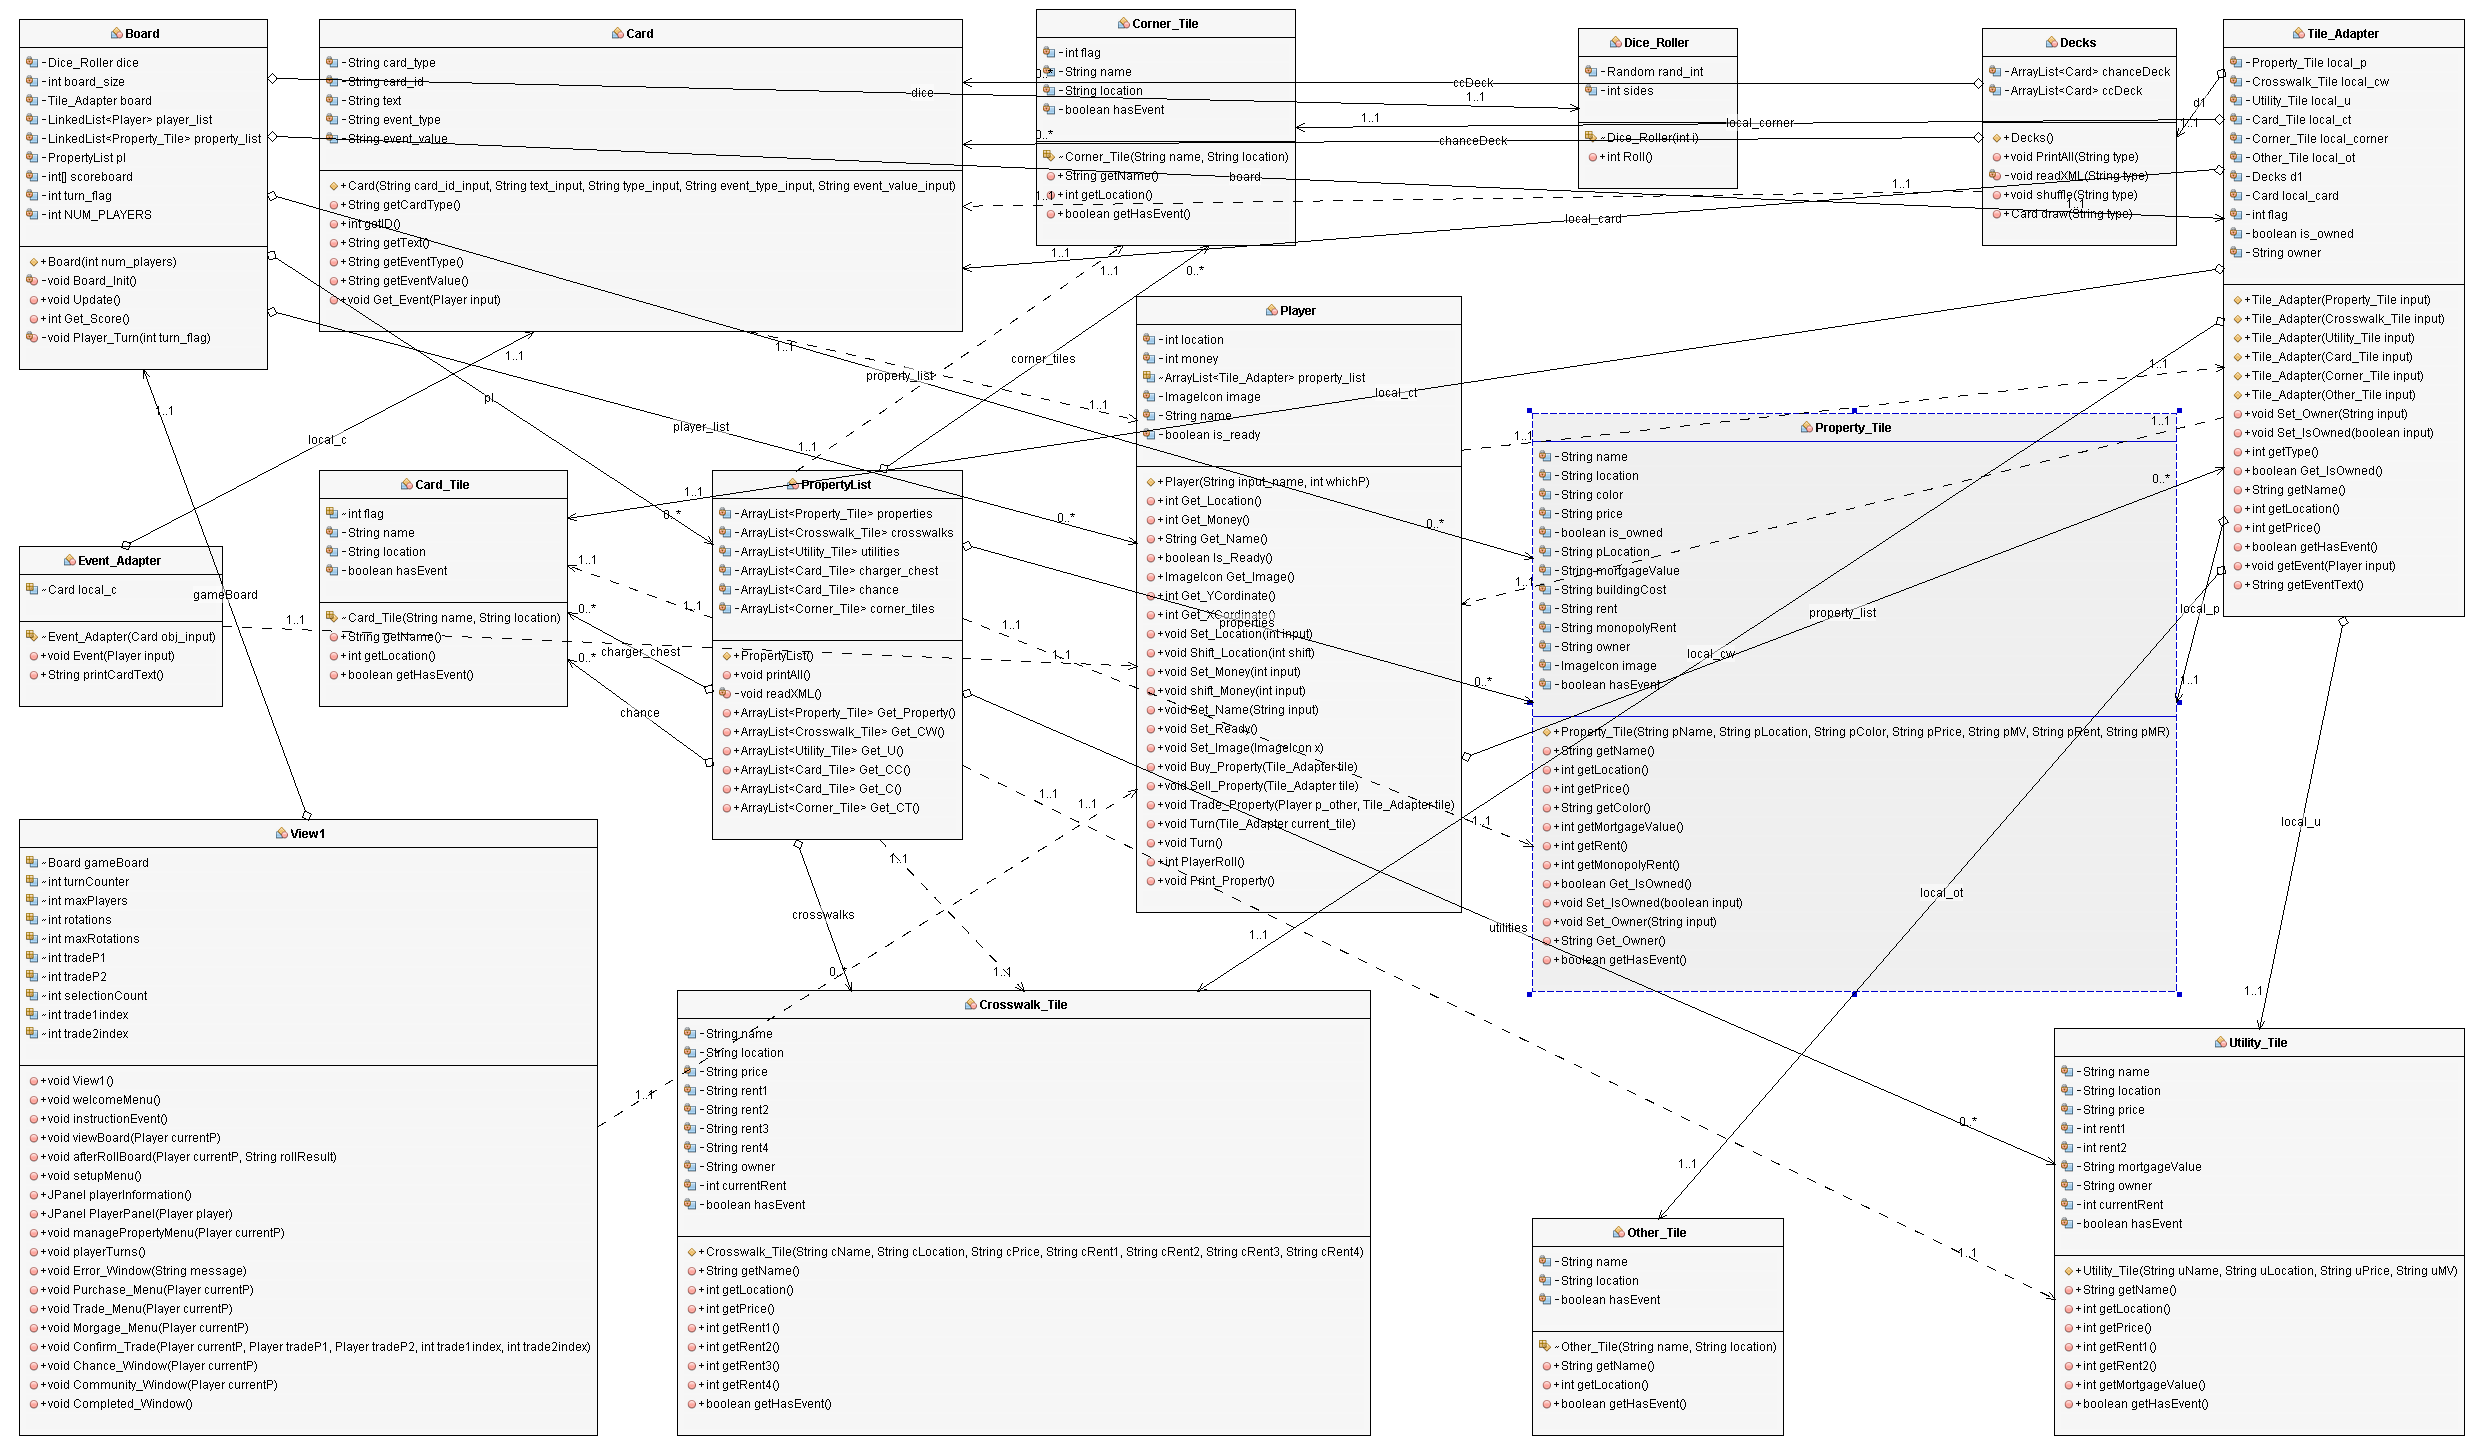 Board
-Dice_Roller dice
-int board_size
-Tile_Adapter board
-LinkedList<Player> player_list
-LinkedList<Property_Tile> property_list
-PropertyList pl
-int[] scoreboard
-int turn_flag
-int NUM_PLAYERS
+Board(int num_players)
-void Board_Init()
+void Update()
+int Get_Score()
-void Player_Turn(int turn_flag)
Card
-String card_type
-String card_id
-String text
-String event_type
-String event_value
+Card(String card_id_input, String text_input, String type_input, String event_type_input, String event_value_input)
+String getCardType()
+int getID()
+String getText()
+String getEventType()
+String getEventValue()
+void Get_Event(Player input)
Corner_Tile
-int flag
-String name
-String location
-boolean hasEvent
~Corner_Tile(String name, String location)
+String getName()
+int getLocation()
+boolean getHasEvent()
Dice_Roller
-Random rand_int
-int sides
~Dice_Roller(int i)
+int Roll()
Decks
-ArrayList<Card> chanceDeck
-ArrayList<Card> ccDeck
+Decks()
+void PrintAll(String type)
-void readXML(String type)
+void shuffle(String type)
+Card draw(String type)
Tile_Adapter
-Property_Tile local_p
-Crosswalk_Tile local_cw
-Utility_Tile local_u
-Card_Tile local_ct
-Corner_Tile local_corner
-Other_Tile local_ot
-Decks d1
-Card local_card
-int flag
-boolean is_owned
-String owner
+Tile_Adapter(Property_Tile input)
+Tile_Adapter(Crosswalk_Tile input)
+Tile_Adapter(Utility_Tile input)
+Tile_Adapter(Card_Tile input)
+Tile_Adapter(Corner_Tile input)
+Tile_Adapter(Other_Tile input)
+void Set_Owner(String input)
+void Set_IsOwned(boolean input)
+int getType()
+boolean Get_IsOwned()
+String getName()
+int getLocation()
+int getPrice()
+boolean getHasEvent()
+void getEvent(Player input)
+String getEventText()
Player
-int location
-int money
~ArrayList<Tile_Adapter> property_list
-ImageIcon image
-String name
-boolean is_ready
+Player(String input_name, int whichP)
+int Get_Location()
+int Get_Money()
+String Get_Name()
+boolean Is_Ready()
+ImageIcon Get_Image()
+int Get_YCordinate()
+int Get_XCordinate()
+void Set_Location(int input)
+void Shift_Location(int shift)
+void Set_Money(int input)
+void shift_Money(int input)
+void Set_Name(String input)
+void Set_Ready()
+void Set_Image(ImageIcon x)
+void Buy_Property(Tile_Adapter tile)
+void Sell_Property(Tile_Adapter tile)
+void Trade_Property(Player p_other, Tile_Adapter tile)
+void Turn(Tile_Adapter current_tile)
+void Turn()
+int PlayerRoll()
+void Print_Property()
Property_Tile
-String name
-String location
-String color
-String price
-boolean is_owned
-String pLocation
-String mortgageValue
-String buildingCost
-String rent
-String monopolyRent
-String owner
-ImageIcon image
-boolean hasEvent
+Property_Tile(String pName, String pLocation, String pColor, String pPrice, String pMV, String pRent, String pMR)
+String getName()
+int getLocation()
+int getPrice()
+String getColor()
+int getMortgageValue()
+int getRent()
+int getMonopolyRent()
+boolean Get_IsOwned()
+void Set_IsOwned(boolean input)
+void Set_Owner(String input)
+String Get_Owner()
+boolean getHasEvent()
Card_Tile
~int flag
-String name
-String location
-boolean hasEvent
~Card_Tile(String name, String location)
+String getName()
+int getLocation()
+boolean getHasEvent()
PropertyList
-ArrayList<Property_Tile> properties
-ArrayList<Crosswalk_Tile> crosswalks
-ArrayList<Utility_Tile> utilities
-ArrayList<Card_Tile> charger_chest
-ArrayList<Card_Tile> chance
-ArrayList<Corner_Tile> corner_tiles
+PropertyList()
+void printAll()
-void readXML()
+ArrayList<Property_Tile> Get_Property()
+ArrayList<Crosswalk_Tile> Get_CW()
+ArrayList<Utility_Tile> Get_U()
+ArrayList<Card_Tile> Get_CC()
+ArrayList<Card_Tile> Get_C()
+ArrayList<Corner_Tile> Get_CT()
Event_Adapter
~Card local_c
~Event_Adapter(Card obj_input)
+void Event(Player input)
+String printCardText()
View1
~Board gameBoard
~int turnCounter
~int maxPlayers
~int rotations
~int maxRotations
~int tradeP1
~int tradeP2
~int selectionCount
~int trade1index
~int trade2index
+void View1()
+void welcomeMenu()
+void instructionEvent()
+void viewBoard(Player currentP)
+void afterRollBoard(Player currentP, String rollResult)
+void setupMenu()
+JPanel playerInformation()
+JPanel PlayerPanel(Player player)
+void managePropertyMenu(Player currentP)
+void playerTurns()
+void Error_Window(String message)
+void Purchase_Menu(Player currentP)
+void Trade_Menu(Player currentP)
+void Morgage_Menu(Player currentP)
+void Confirm_Trade(Player currentP, Player tradeP1, Player tradeP2, int trade1index, int trade2index)
+void Chance_Window(Player currentP)
+void Community_Window(Player currentP)
+void Completed_Window()
Crosswalk_Tile
-String name
-String location
-String price
-String rent1
-String rent2
-String rent3
-String rent4
-String owner
-int currentRent
-boolean hasEvent
+Crosswalk_Tile(String cName, String cLocation, String cPrice, String cRent1, String cRent2, String cRent3, String cRent4)
+String getName()
+int getLocation()
+int getPrice()
+int getRent1()
+int getRent2()
+int getRent3()
+int getRent4()
+boolean getHasEvent()
Other_Tile
-String name
-String location
-boolean hasEvent
~Other_Tile(String name, String location)
+String getName()
+int getLocation()
+boolean getHasEvent()
Utility_Tile
-String name
-String location
-String price
-int rent1
-int rent2
-String mortgageValue
-String owner
-int currentRent
-boolean hasEvent
+Utility_Tile(String uName, String uLocation, String uPrice, String uMV)
+String getName()
+int getLocation()
+int getPrice()
+int getRent1()
+int getRent2()
+int getMortgageValue()
+boolean getHasEvent()
dice
1..1
ccDeck
0..*
chanceDeck
0..*
local_corner
1..1
board
1..1
d1
1..1
1..1
1..1
local_card
1..1
1..1
1..1
corner_tiles
0..*
property_list
0..*
pl
0..*
player_list
0..*
local_ct
1..1
local_c
1..1
gameBoard
1..1
1..1
1..1
1..1
1..1
1..1
1..1
1..1
1..1
1..1
1..1
charger_chest
0..*
chance
0..*
properties
0..*
1..1
1..1
property_list
0..*
local_cw
1..1
local_p
1..1
local_ot
1..1
local_u
1..1
crosswalks
0..*
1..1
1..1
utilities
0..*
1..1
1..1
1..1
1..1